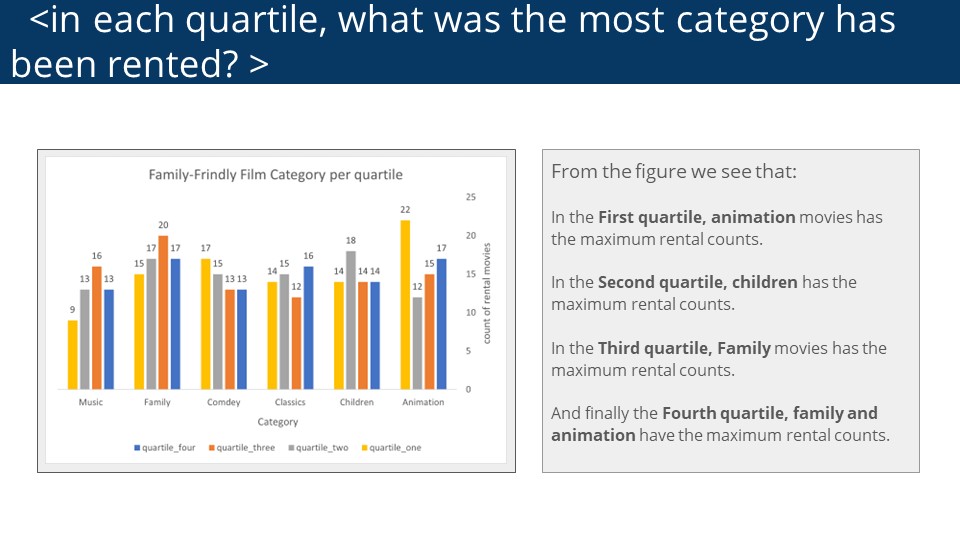 <in each quartile, what was the most category has
been rented? >
Family-Frindly Film Category per quartile
25
20
15
10
5
0
count of rental movies
9 13 16 13
15 17 20 17
17 15 13 13
14 15 12 16
14 18 14 14
22 12 15 17
Music Family Comdey Classics Children Animation
Category
quartile_four quartile_three quartile_two quartile_one
From the figure we see that:
In the First quartile, animation movies has
the maximum rental counts.
In the Second quartile, children has the
maximum rental counts.
In the Third quartile, Family movies has the
maximum rental counts.
And finally the Fourth quartile, family and
animation have the maximum rental counts.